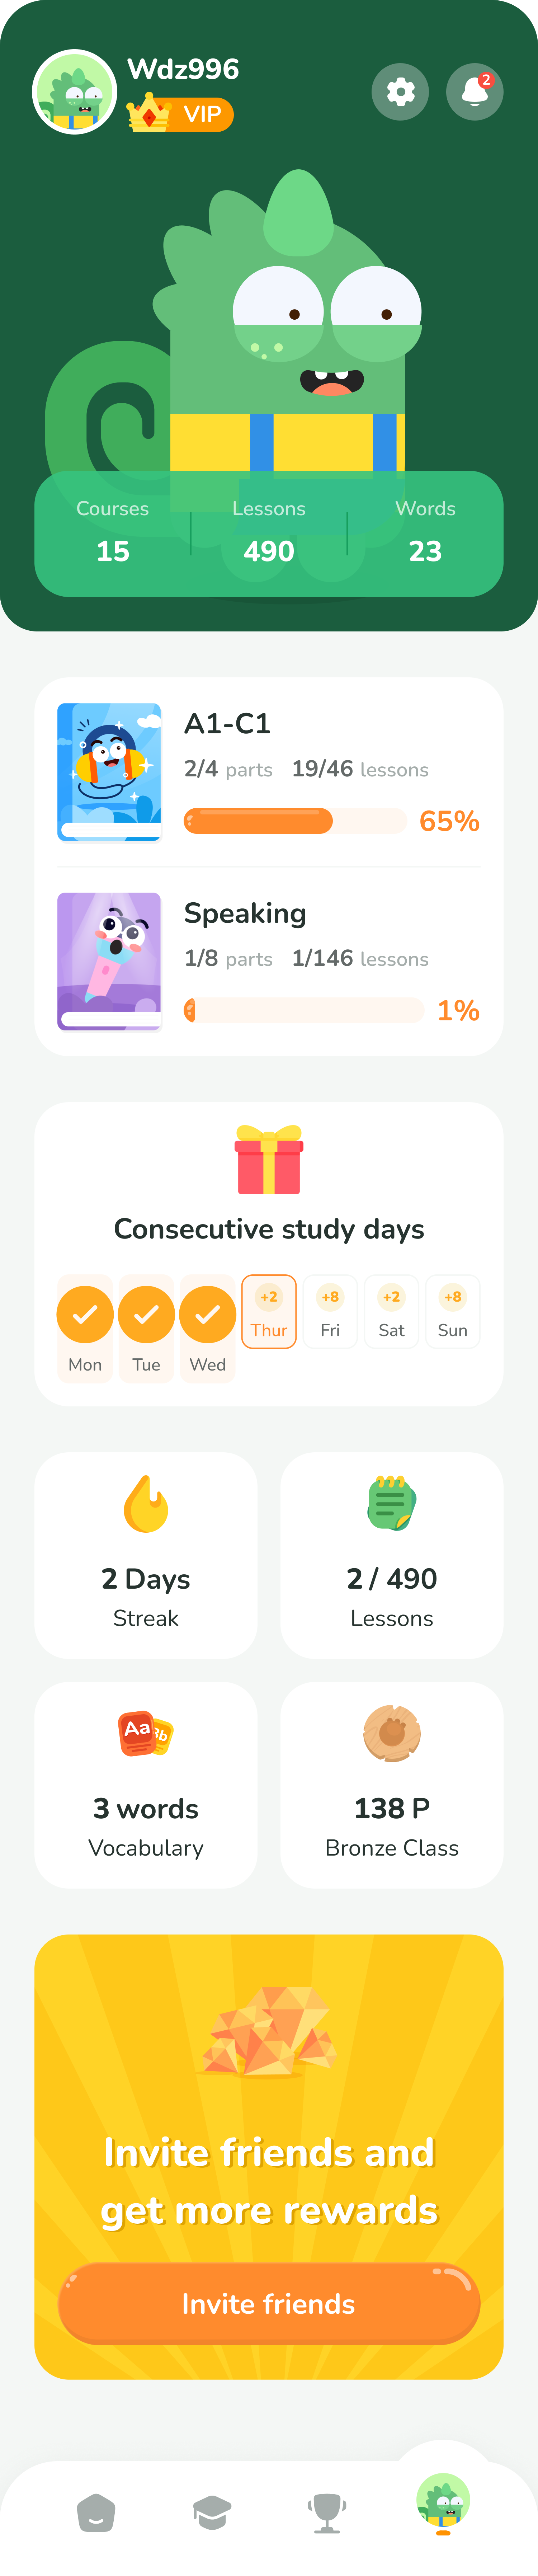 Wdz996
VIP
2
Courses Lessons Words
15 490 23
A1-C1
2/4 parts 19/46 lessons
65%
Speaking
1/8 parts 1/146 lessons
1%
Consecutive study days
+2 +8 +2 +8
Mon Tue Wed Thur Fri Sat Sun
2 Days
Streak
2 / 490
Lessons
Aa Bb
3 words
Vocabulary
138 P
Bronze Class
Invite friends and
get more rewards
Invite friends